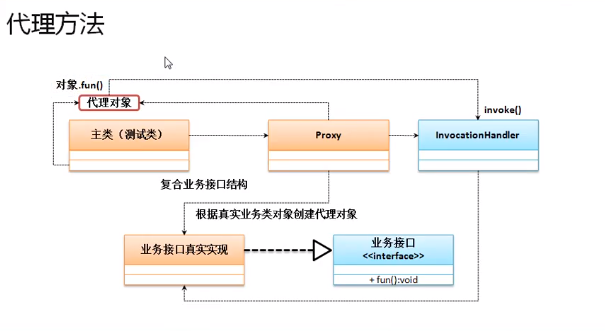 代理方法
对象.fun()
代理对象
invoke()
主类（测试类）
Proxy
InvocationHandler
复合业务接口结构
根据真实业务类对象创建代理对象
业务接口真实实现
业务接口
<<interface>>
+ fun():void